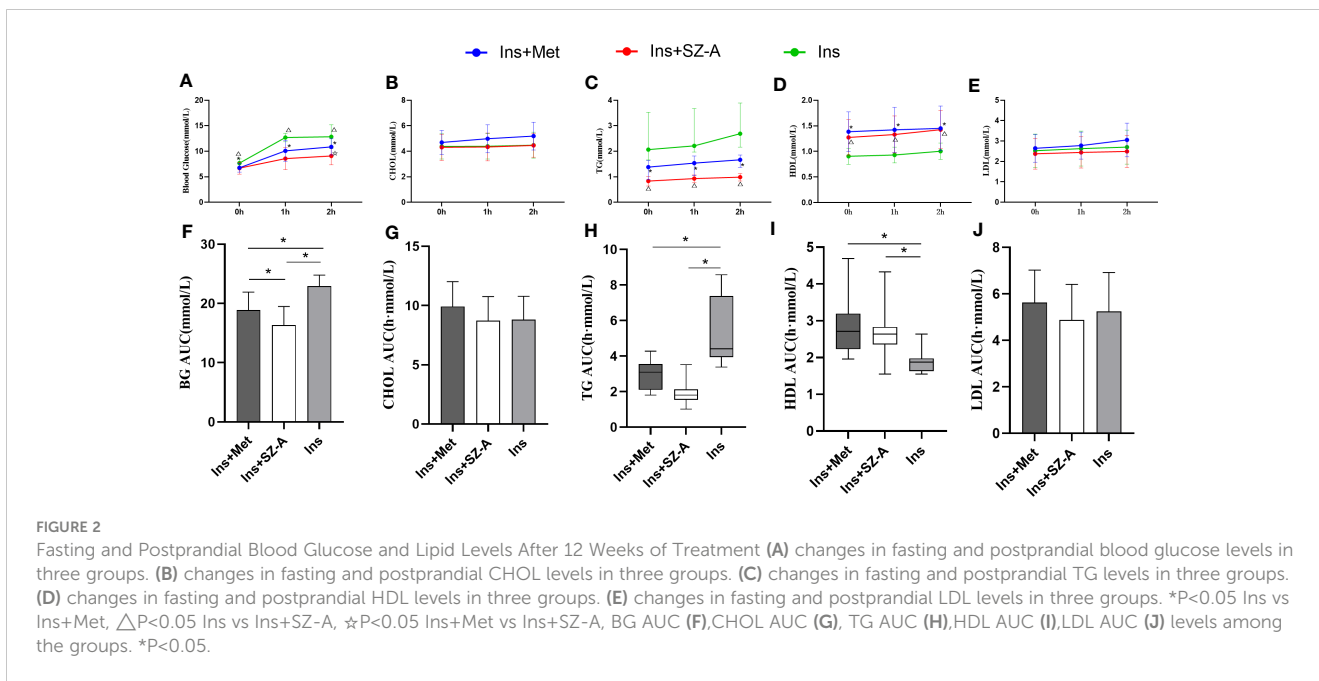 Ins+Met Ins+SZ-A Ins
A
Blood Glucose(mmol/L)
20
15
10
5
0
△ △
△
* * *
☆
0h 1h 2h
B
CHOL(mmol/L)
8
6
4
2
0
0h 1h 2h
C
TG(mmol/L)
4
3
2
1
0
* * *
△ △ △
0h 1h 2h
D
HDL(mmol/L)
2.0
1.5
1.0
0.5
0.0
* * *
△ △ △
0h 1h 2h
E
LDL(mmol/L)
5
4
3
2
1
0
0h 1h 2h
F
BG AUC(mmol/L)
30
20
10
0
*
* *
Ins+Met Ins+SZ-A Ins
G
CHOL AUC(h·mmol/L)
15
10
5
0
Ins+Met Ins+SZ-A Ins
H
TG AUC(h·mmol/L)
10
8
6
4
2
0
*
*
Ins+Met Ins+SZ-A Ins
I
HDL AUC(h·mmol/L)
5
4
3
2
1
0
*
*
Ins+Met Ins+SZ-A Ins
J
LDL AUC(h·mmol/L)
8
6
4
2
0
Ins+Met Ins+SZ-A Ins
FIGURE 2
Fasting and Postprandial Blood Glucose and Lipid Levels After 12 Weeks of Treatment (A) changes in fasting and postprandial blood glucose levels in
three groups. (B) changes in fasting and postprandial CHOL levels in three groups. (C) changes in fasting and postprandial TG levels in three groups.
(D) changes in fasting and postprandial HDL levels in three groups. (E) changes in fasting and postprandial LDL levels in three groups. *P<0.05 Ins vs
Ins+Met, △P<0.05 Ins vs Ins+SZ-A, ☆P<0.05 Ins+Met vs Ins+SZ-A, BG AUC (F),CHOL AUC (G), TG AUC (H),HDL AUC (I),LDL AUC (J) levels among
the groups. *P<0.05.